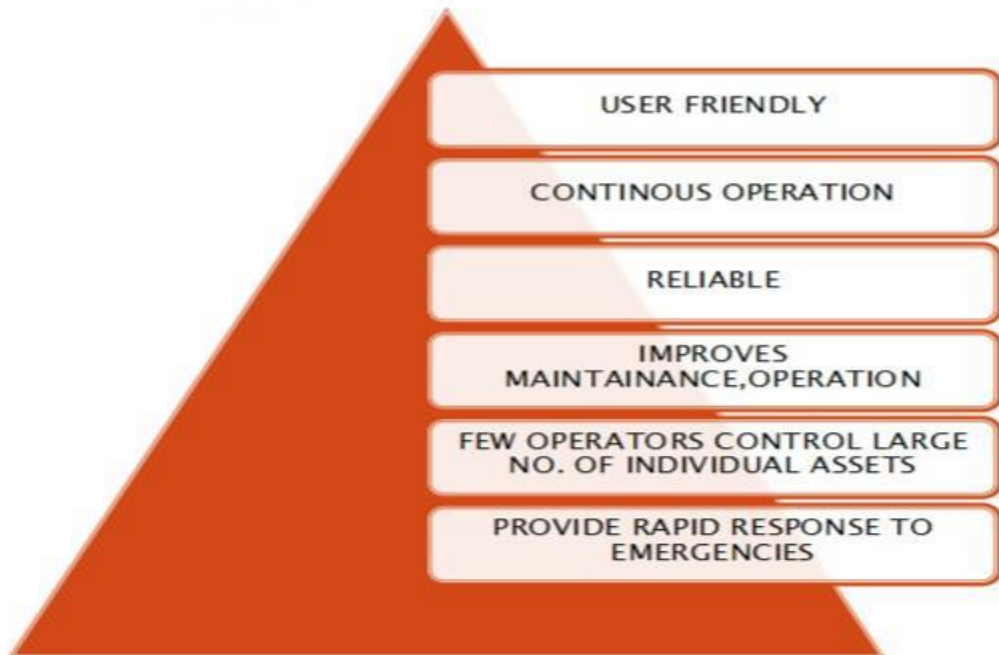 USER FRIENDLY
CONTINOUS OPERATION
RELIABLE
IMPROVES
MAINTAINANCE,OPERATION
FEW OPERATORS CONTROL LARGE
NO. OF INDIVIDUAL ASSETS
PROVIDE RAPID RESPONSE TO
EMERGENCIES